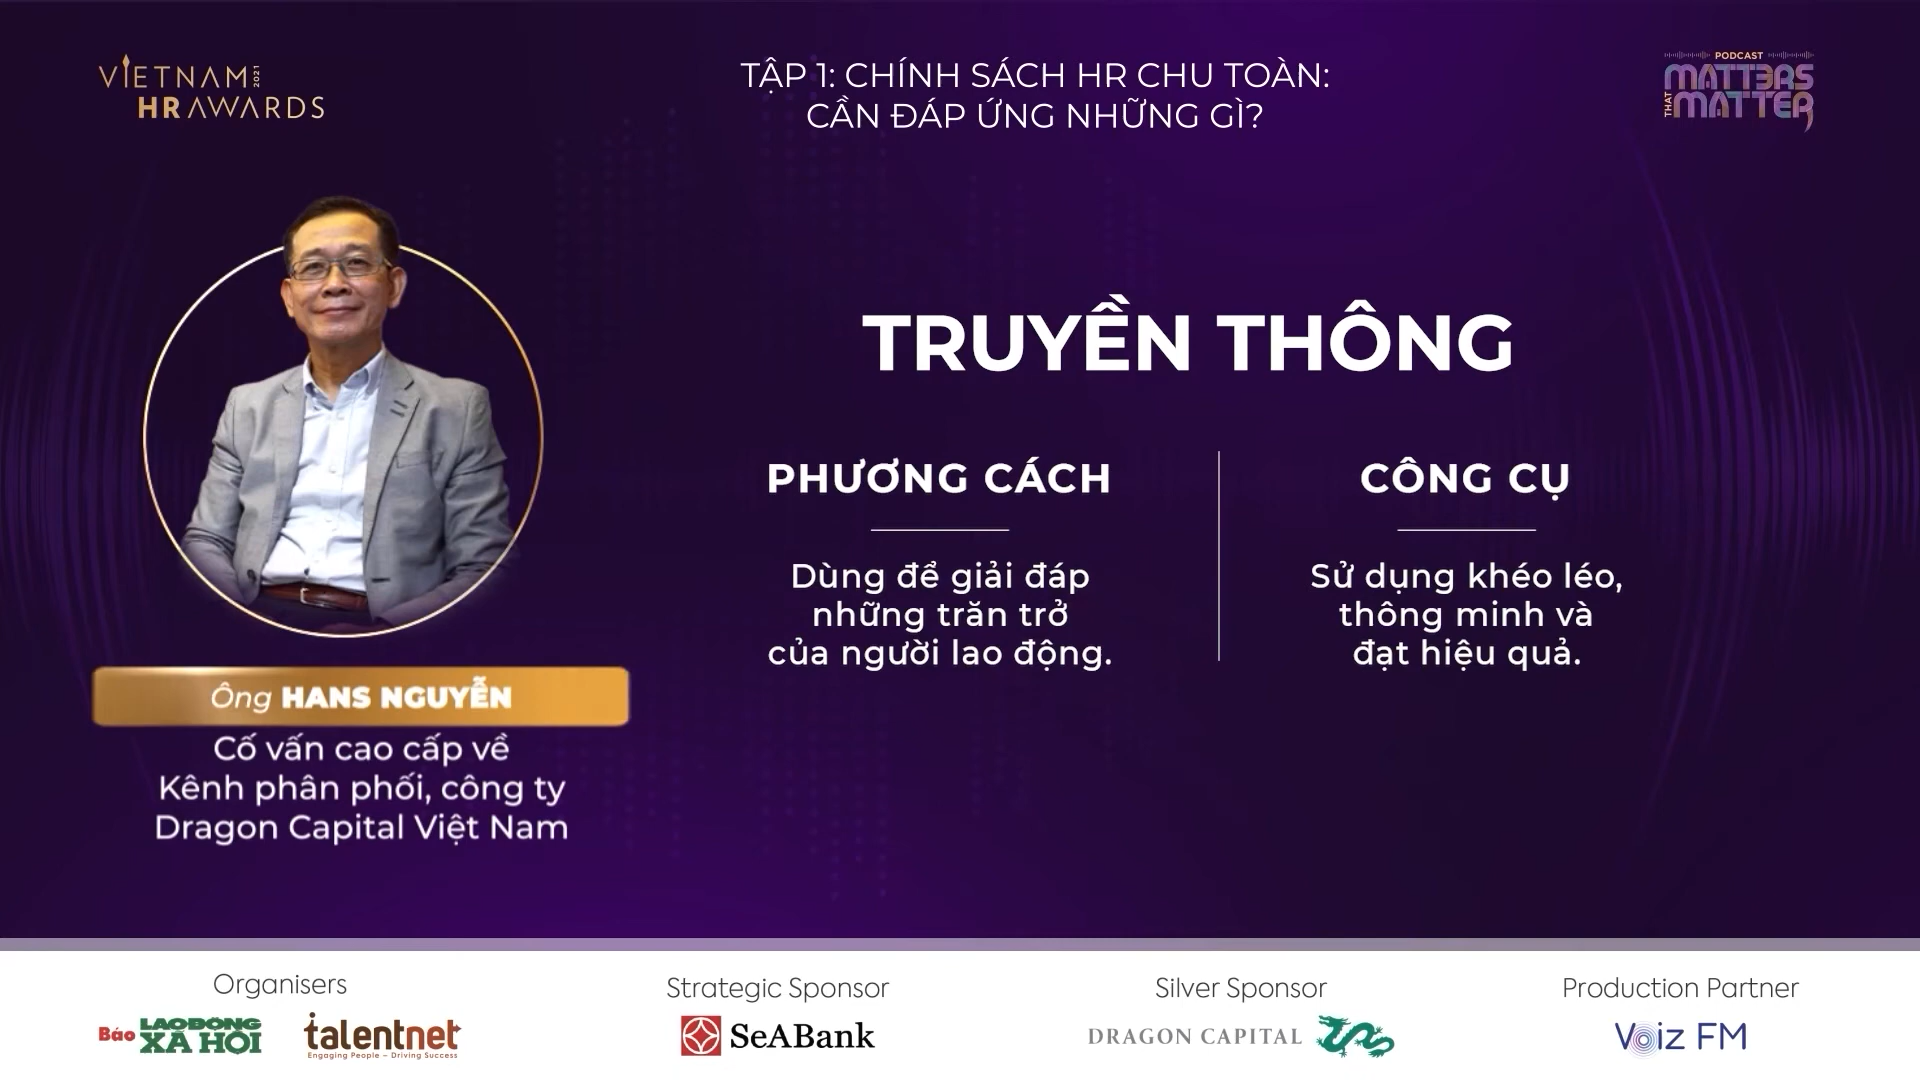 VIETNAM 2021
HR AWARDS
TẬP 1: CHÍNH SÁCH HR CHU TOÀN:
CẦN ĐÁP ỨNG NHỮNG GÌ?
PODCAST
MATTERS
THAT MATTER
TRUYỀN THÔNG
PHƯƠNG CÁCH
Dùng để giải đáp
những trăn trở
của người lao động.
CÔNG CỤ
Sử dụng khéo léo,
thông minh và
đạt hiệu quả.
Ông HANS NGUYỄN
Cố vấn cao cấp về
Kênh phân phối, công ty
Dragon Capital Việt Nam
Organisers
Báo LAO ĐỘNG
XÃ HỘI
talentnet
Engaging People – Driving Success
Strategic Sponsor
SeABank
Silver Sponsor
DRAGON CAPITAL
Production Partner
Voiz FM